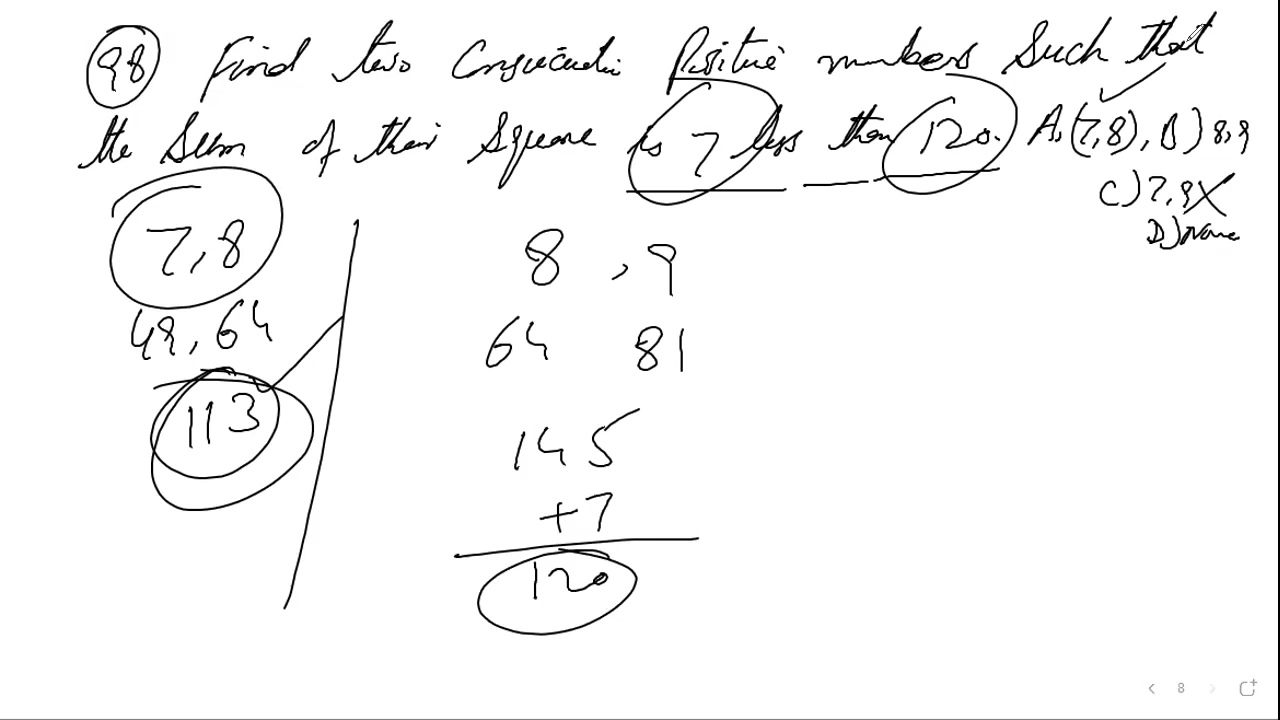 98 Find two Consecutive Positive numbers Such that
the Sum of their Square is 7 less than 120. A, (7,8), B) 8,9
C) 7,9
D) None
7,8
49, 64
113
8 , 9
64 81
145
+7
120
8